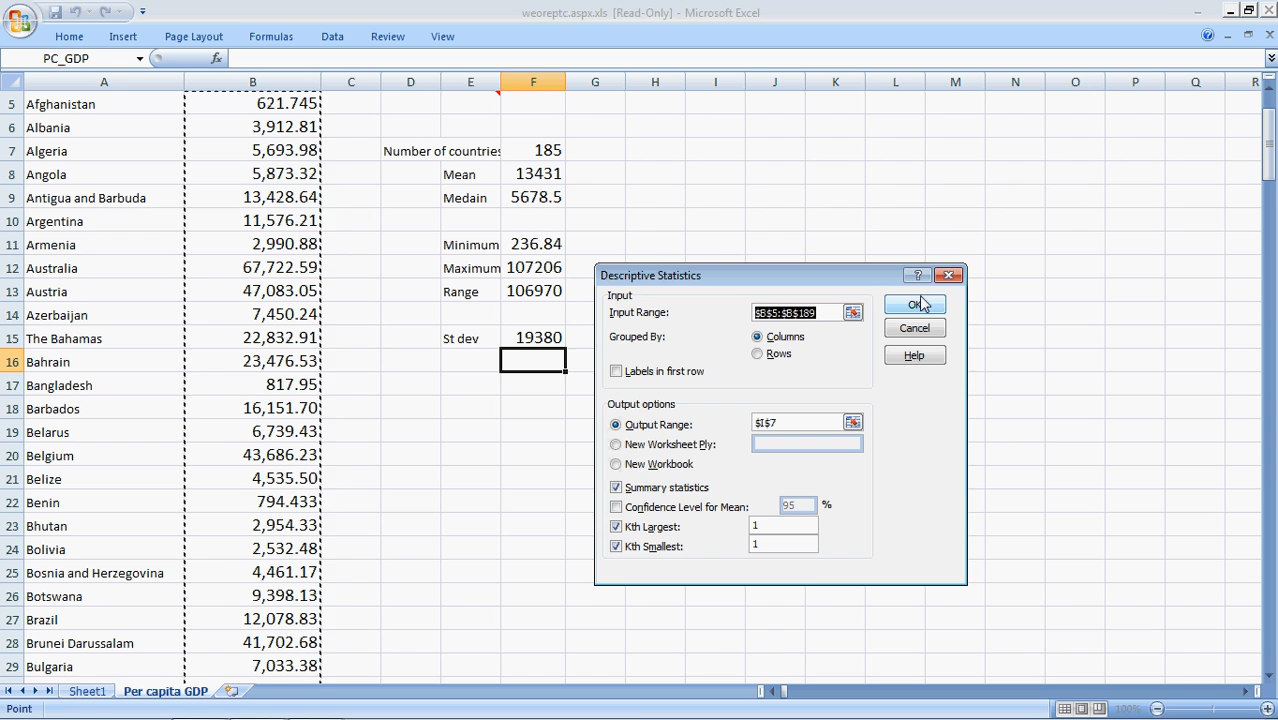 weoreptc.aspx.xls [Read-Only] - Microsoft Excel
Home Insert Page Layout Formulas Data Review View
PC_GDP fx
A B C D E F G H I J K L M N O P Q R
5 Afghanistan 621.745
6 Albania 3,912.81
7 Algeria 5,693.98 Number of countries 185
8 Angola 5,873.32 Mean 13431
9 Antigua and Barbuda 13,428.64 Medain 5678.5
10 Argentina 11,576.21
11 Armenia 2,990.88 Minimum 236.84
12 Australia 67,722.59 Maximum 107206
13 Austria 47,083.05 Range 106970
14 Azerbaijan 7,450.24
15 The Bahamas 22,832.91 St dev 19380
16 Bahrain 23,476.53
17 Bangladesh 817.95
18 Barbados 16,151.70
19 Belarus 6,739.43
20 Belgium 43,686.23
21 Belize 4,535.50
22 Benin 794.433
23 Bhutan 2,954.33
24 Bolivia 2,532.48
25 Bosnia and Herzegovina 4,461.17
26 Botswana 9,398.13
27 Brazil 12,078.83
28 Brunei Darussalam 41,702.68
29 Bulgaria 7,033.38
Descriptive Statistics ?
Input
Input Range: $B$5:$B$189 OK
Grouped By: Columns Cancel
Rows Help
Labels in first row
Output options
Output Range: $I$7
New Worksheet Ply:
New Workbook
Summary statistics
Confidence Level for Mean: 95 %
Kth Largest: 1
Kth Smallest: 1
Sheet1 Per capita GDP
Point 100%